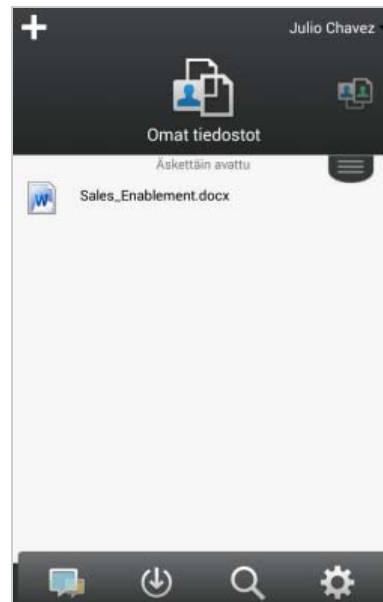 Julio Chavez
Omat tiedostot
Äskettäin avattu
Sales_Enablement.docx